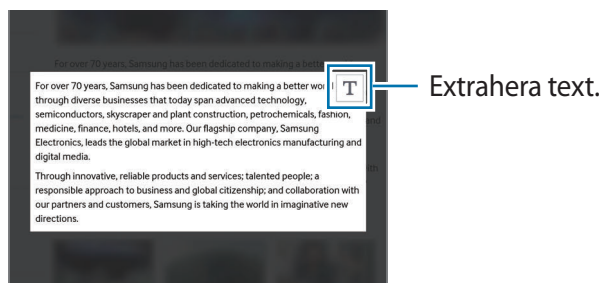 For over 70 years, Samsung has been dedicated to making a bett
For over 70 years, Samsung has been dedicated to making a better wor
T
Extrahera text.
through diverse businesses that today span advanced technology,
semiconductors, skyscraper and plant construction, petrochemicals, fashion,
and
medicine, finance, hotels, and more. Our flagship company, Samsung
Electronics, leads the global market in high-tech electronics manufacturing and
digital media.
ith
Through innovative, reliable products and services; talented people; a
responsible approach to business and global citizenship; and collaboration with
our partners and customers, Samsung is taking the world in imaginative new
directions.